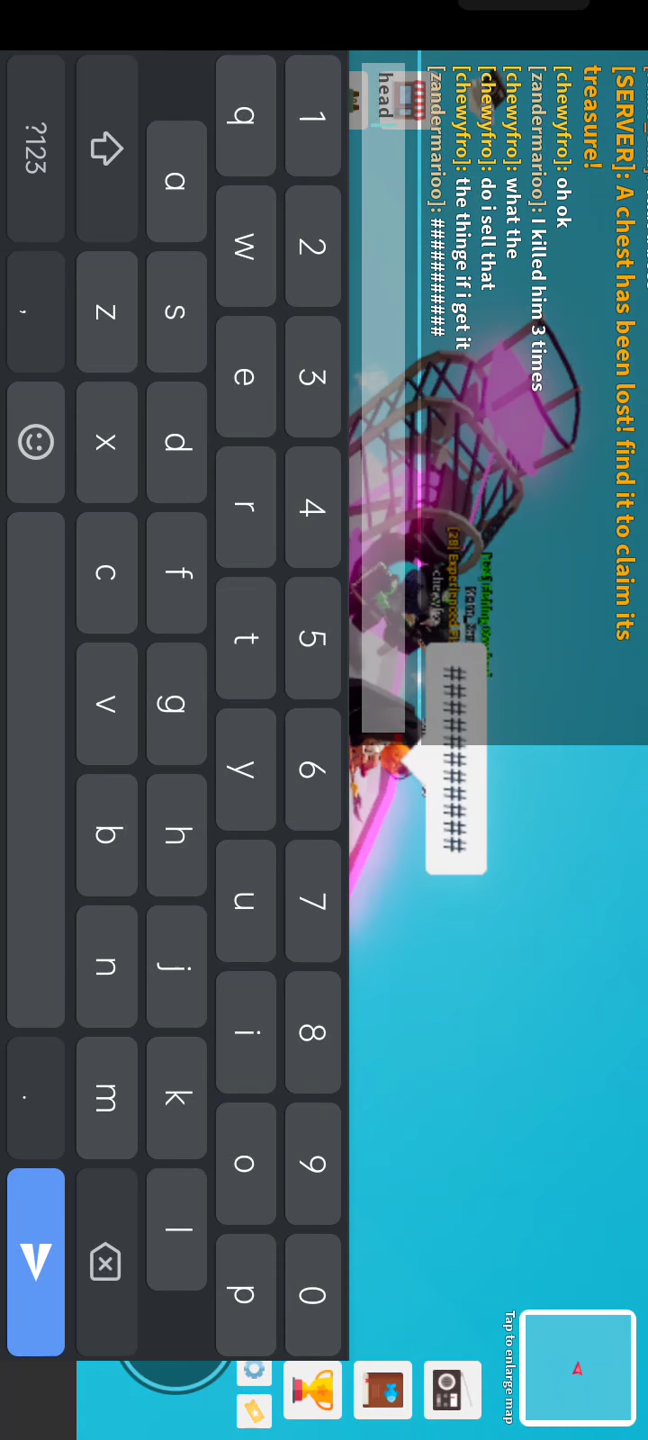 [SERVER]: A chest has been lost! find it to claim its
treasure!
[chewyfro]: oh ok
[zandermarioo]: I killed him 3 times
[chewyfro]: what the
[chewyfro]: do i sell that
[chewyfro]: the thinge if i get it
[zandermarioo]: ############
head
############
Tap to enlarge map
1 2 3 4 5 6 7 8 9 0
q w e r t y u i o p
a s d f g h j k l
z x c v b n m
?123 , .